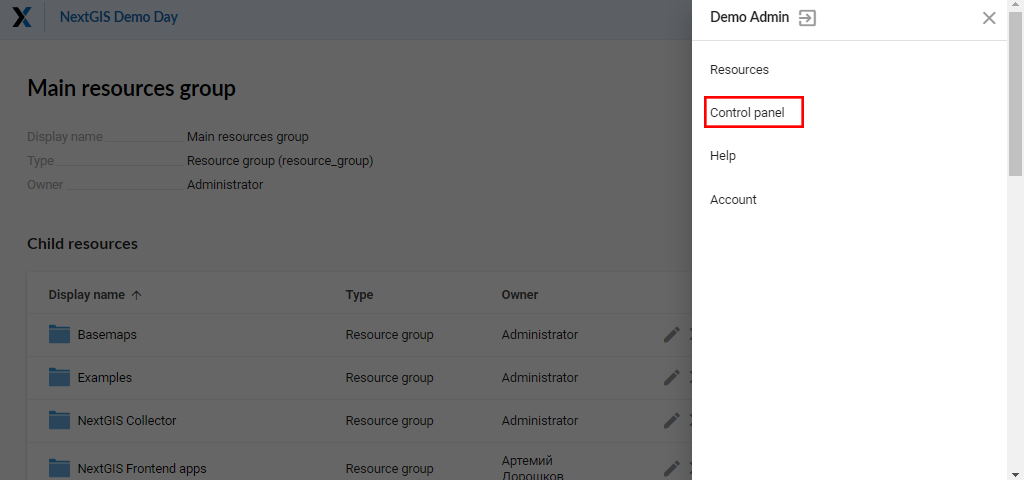 NextGIS Demo Day
Demo Admin
Resources
Control panel
Help
Account
Main resources group
Display name Main resources group
Type Resource group (resource_group)
Owner Administrator
Child resources
Display name Type Owner
Basemaps Resource group Administrator
Examples Resource group Administrator
NextGIS Collector Resource group Administrator
NextGIS Frontend apps Resource group Артемий
Дорошков